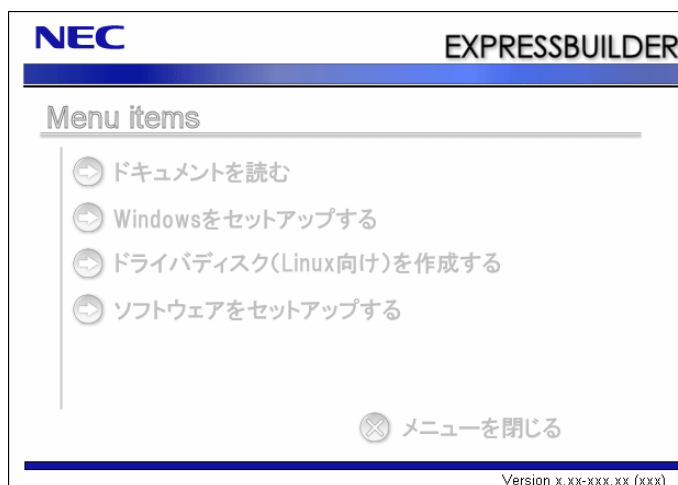 NEC
EXPRESSBUILDER
Menu items
ドキュメントを読む
Windowsをセットアップする
ドライバディスク(Linux向け)を作成する
ソフトウェアをセットアップする
メニューを閉じる
Version x.xx-xxx.xx (xxx)